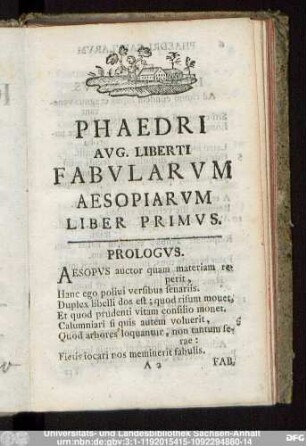 PHAEDRI
AVG. LIBERTI
FABVLARVM
AESOPIARVM
LIBER PRIMVS.
PROLOGVS.
AESOPVS auctor quam materiam re-
perit,
Hanc ego polivi versibus senariis.
Duplex libelli dos est; quod risum movet,
Et quod prudenti vitam consilio monet.
Calumniari si quis autem voluerit,
Quod arbores loquantur, non tantum fe-
rae:
Fictis iocari nos meminerit fabulis.
A 2 FAB.
Universitäts- und Landesbibliothek Sachsen-Anhalt
urn:nbn:de:gbv:3:1-1192015415-1092294860-14
DFG